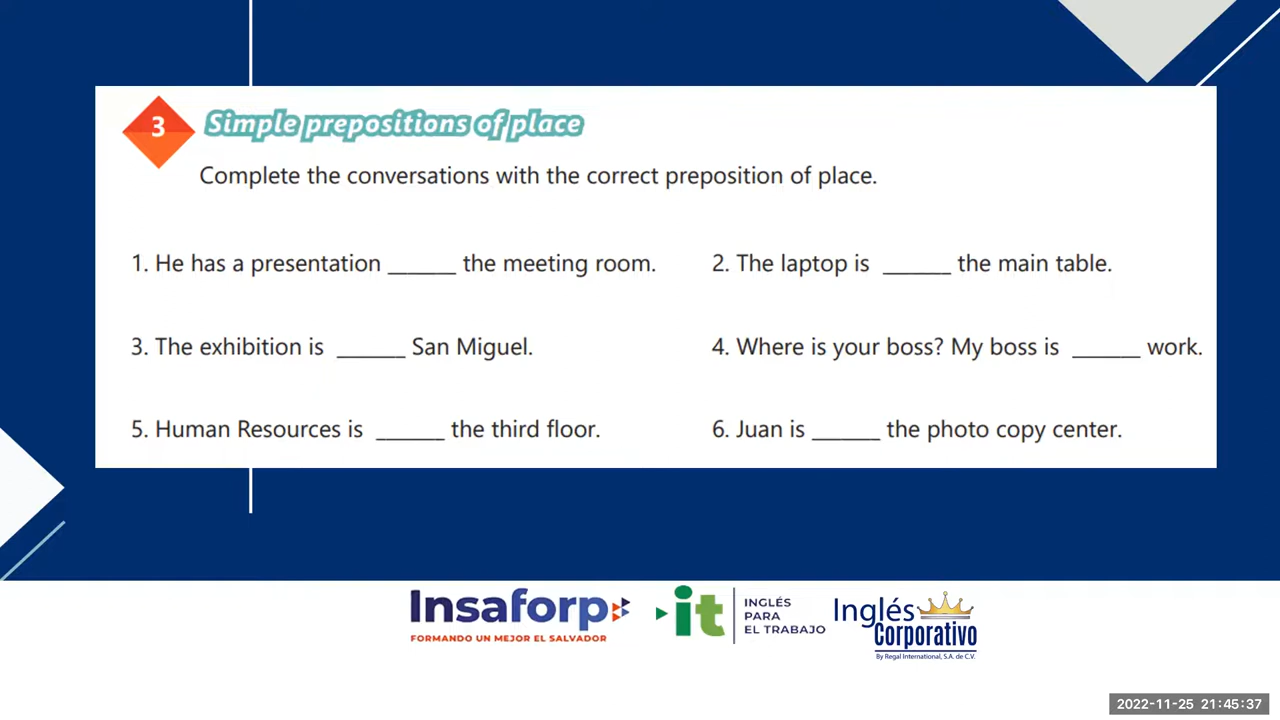 3
Simple prepositions of place
Complete the conversations with the correct preposition of place.
1. He has a presentation ______ the meeting room.
2. The laptop is ______ the main table.
3. The exhibition is ______ San Miguel.
4. Where is your boss? My boss is ______ work.
5. Human Resources is ______ the third floor.
6. Juan is ______ the photo copy center.
Insaforp
FORMANDO UN MEJOR EL SALVADOR
it
INGLÉS
PARA
EL TRABAJO
Inglés
Corporativo
By Regal International, S.A. de C.V.
2022-11-25 21:45:37